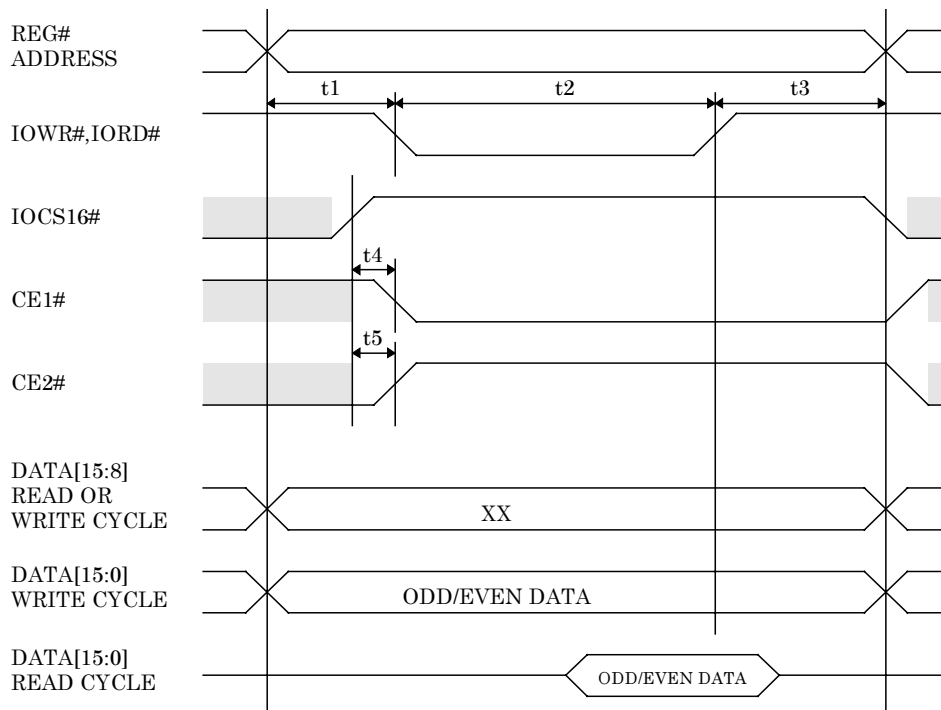 REG#
ADDRESS
t1
t2
t3
IOWR#,IORD#
IOCS16#
t4
CE1#
t5
CE2#
DATA[15:8]
READ OR
WRITE CYCLE
XX
DATA[15:0]
WRITE CYCLE
ODD/EVEN DATA
DATA[15:0]
READ CYCLE
ODD/EVEN DATA